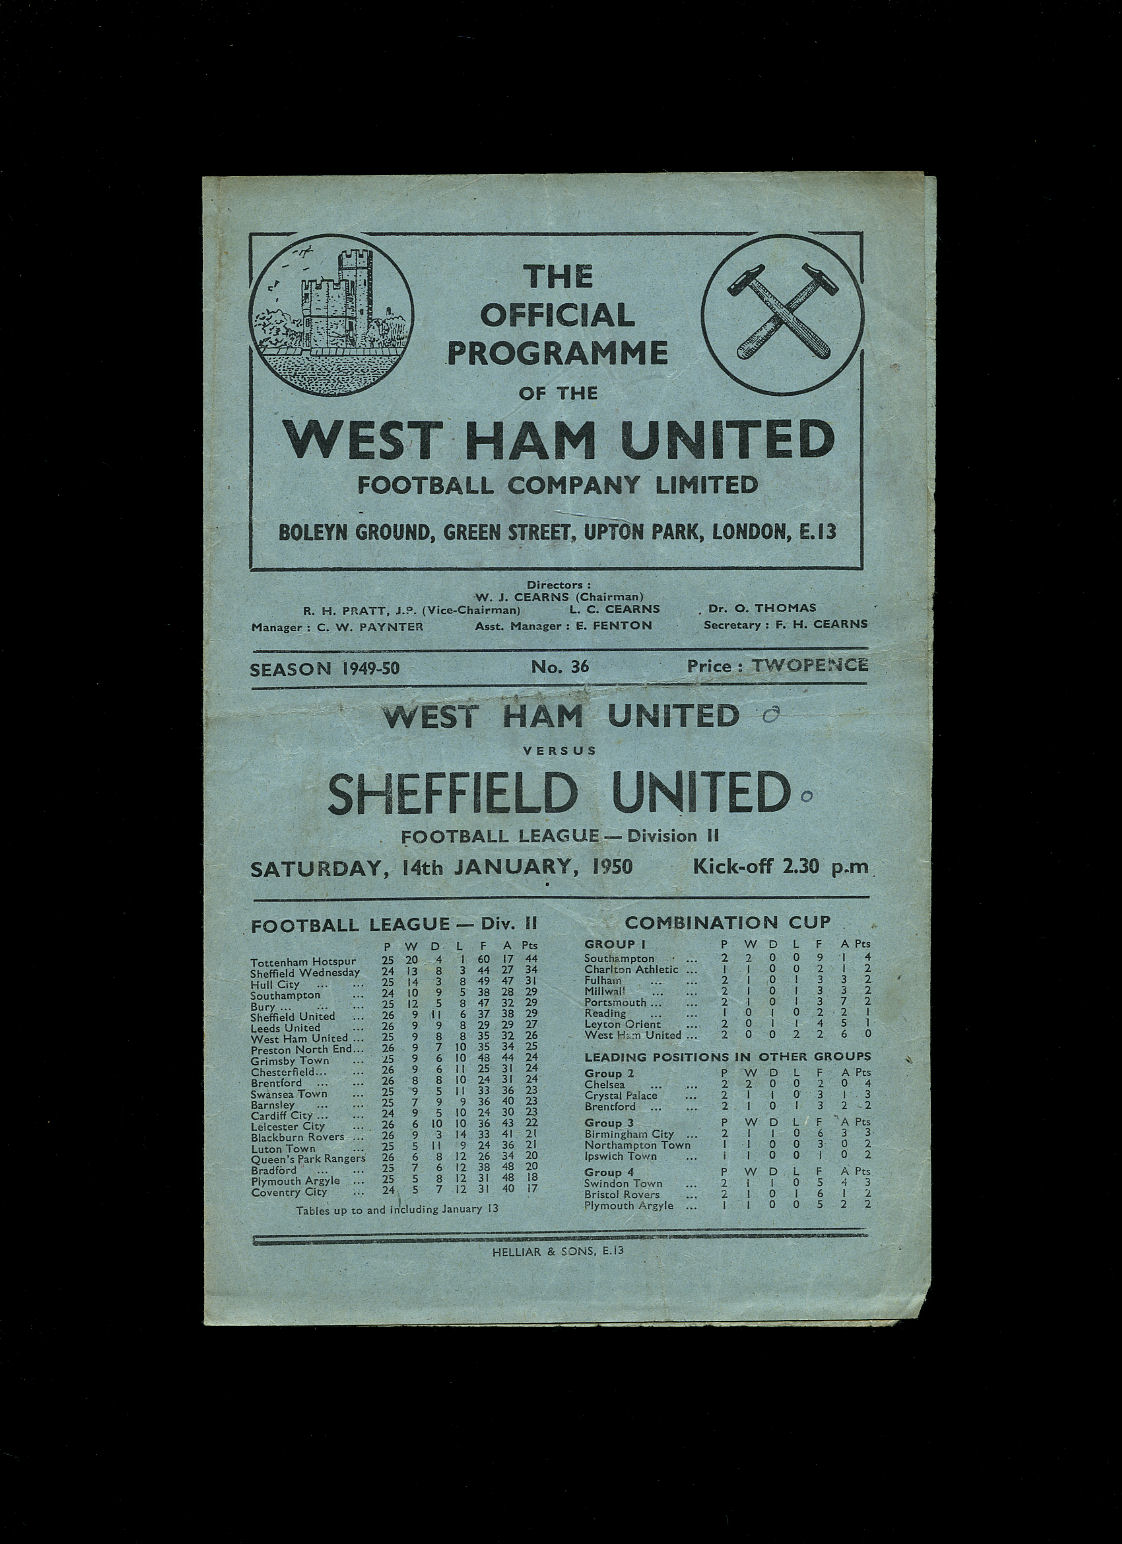 THE
OFFICIAL
PROGRAMME
OF THE
WEST HAM UNITED
FOOTBALL COMPANY LIMITED
BOLEYN GROUND, GREEN STREET, UPTON PARK, LONDON, E.13
Directors :
W. J. CEARNS (Chairman)
R. H. PRATT, J.P. (Vice-Chairman) L. C. CEARNS Dr. O. THOMAS
Manager : C. W. PAYNTER Asst. Manager : E. FENTON Secretary : F. H. CEARNS
SEASON 1949-50 No. 36 Price : TWOPENCE
WEST HAM UNITED 0
VERSUS
SHEFFIELD UNITED 0
FOOTBALL LEAGUE — Division II
SATURDAY, 14th JANUARY, 1950 Kick-off 2.30 p.m.
FOOTBALL LEAGUE — Div. II
P W D L F A Pts
Tottenham Hotspur 25 20 4 1 60 17 44
Sheffield Wednesday 24 13 8 3 44 27 34
Hull City ... ... 25 14 3 8 49 47 31
Southampton ... 24 10 9 5 38 28 29
Bury ... ... ... 25 12 5 8 47 32 29
Sheffield United ... 26 9 11 6 37 38 29
Leeds United ... 26 9 9 8 29 29 27
West Ham United ... 25 9 8 8 35 32 26
Preston North End... 26 9 7 10 35 34 25
Grimsby Town ... 25 9 6 10 48 44 24
Chesterfield... ... 26 9 6 11 25 31 24
Brentford ... ... 26 8 8 10 24 31 24
Swansea Town ... 25 9 5 11 33 36 23
Barnsley ... ... 25 7 9 9 36 40 23
Cardiff City ... ... 24 9 5 10 24 30 23
Leicester City ... 26 6 10 10 36 43 22
Blackburn Rovers ... 26 9 3 14 33 41 21
Luton Town ... 25 5 11 9 24 36 21
Queen's Park Rangers 26 6 8 12 26 34 20
Bradford ... ... 25 7 6 12 38 48 20
Plymouth Argyle ... 25 5 8 12 31 48 18
Coventry City ... 24 5 7 12 31 40 17
Tables up to and including January 13
COMBINATION CUP
GROUP 1 P W D L F A Pts
Southampton ... 2 2 0 0 9 1 4
Charlton Athletic ... 1 1 0 0 2 1 2
Fulham ... ... 2 1 0 1 3 3 2
Millwall ... ... 2 1 0 1 3 3 2
Portsmouth ... ... 2 1 0 1 3 7 2
Reading ... ... 1 0 1 0 2 2 1
Leyton Orient ... 2 0 1 1 4 5 1
West Ham United ... 2 0 0 2 2 6 0
LEADING POSITIONS IN OTHER GROUPS
Group 2 P W D L F A Pts
Chelsea ... ... 2 2 0 0 2 0 4
Crystal Palace ... 2 1 1 0 3 1 3
Brentford ... ... 2 1 0 1 3 2 2
Group 3 P W D L F A Pts
Birmingham City ... 2 1 1 0 6 3 3
Northampton Town 1 1 0 0 3 0 2
Ipswich Town ... 1 1 0 0 1 0 2
Group 4 P W D L F A Pts
Swindon Town ... 2 1 1 0 5 4 3
Bristol Rovers ... 2 1 0 1 6 1 2
Plymouth Argyle ... 1 1 0 0 5 2 2
HELLIAR & SONS, E.13